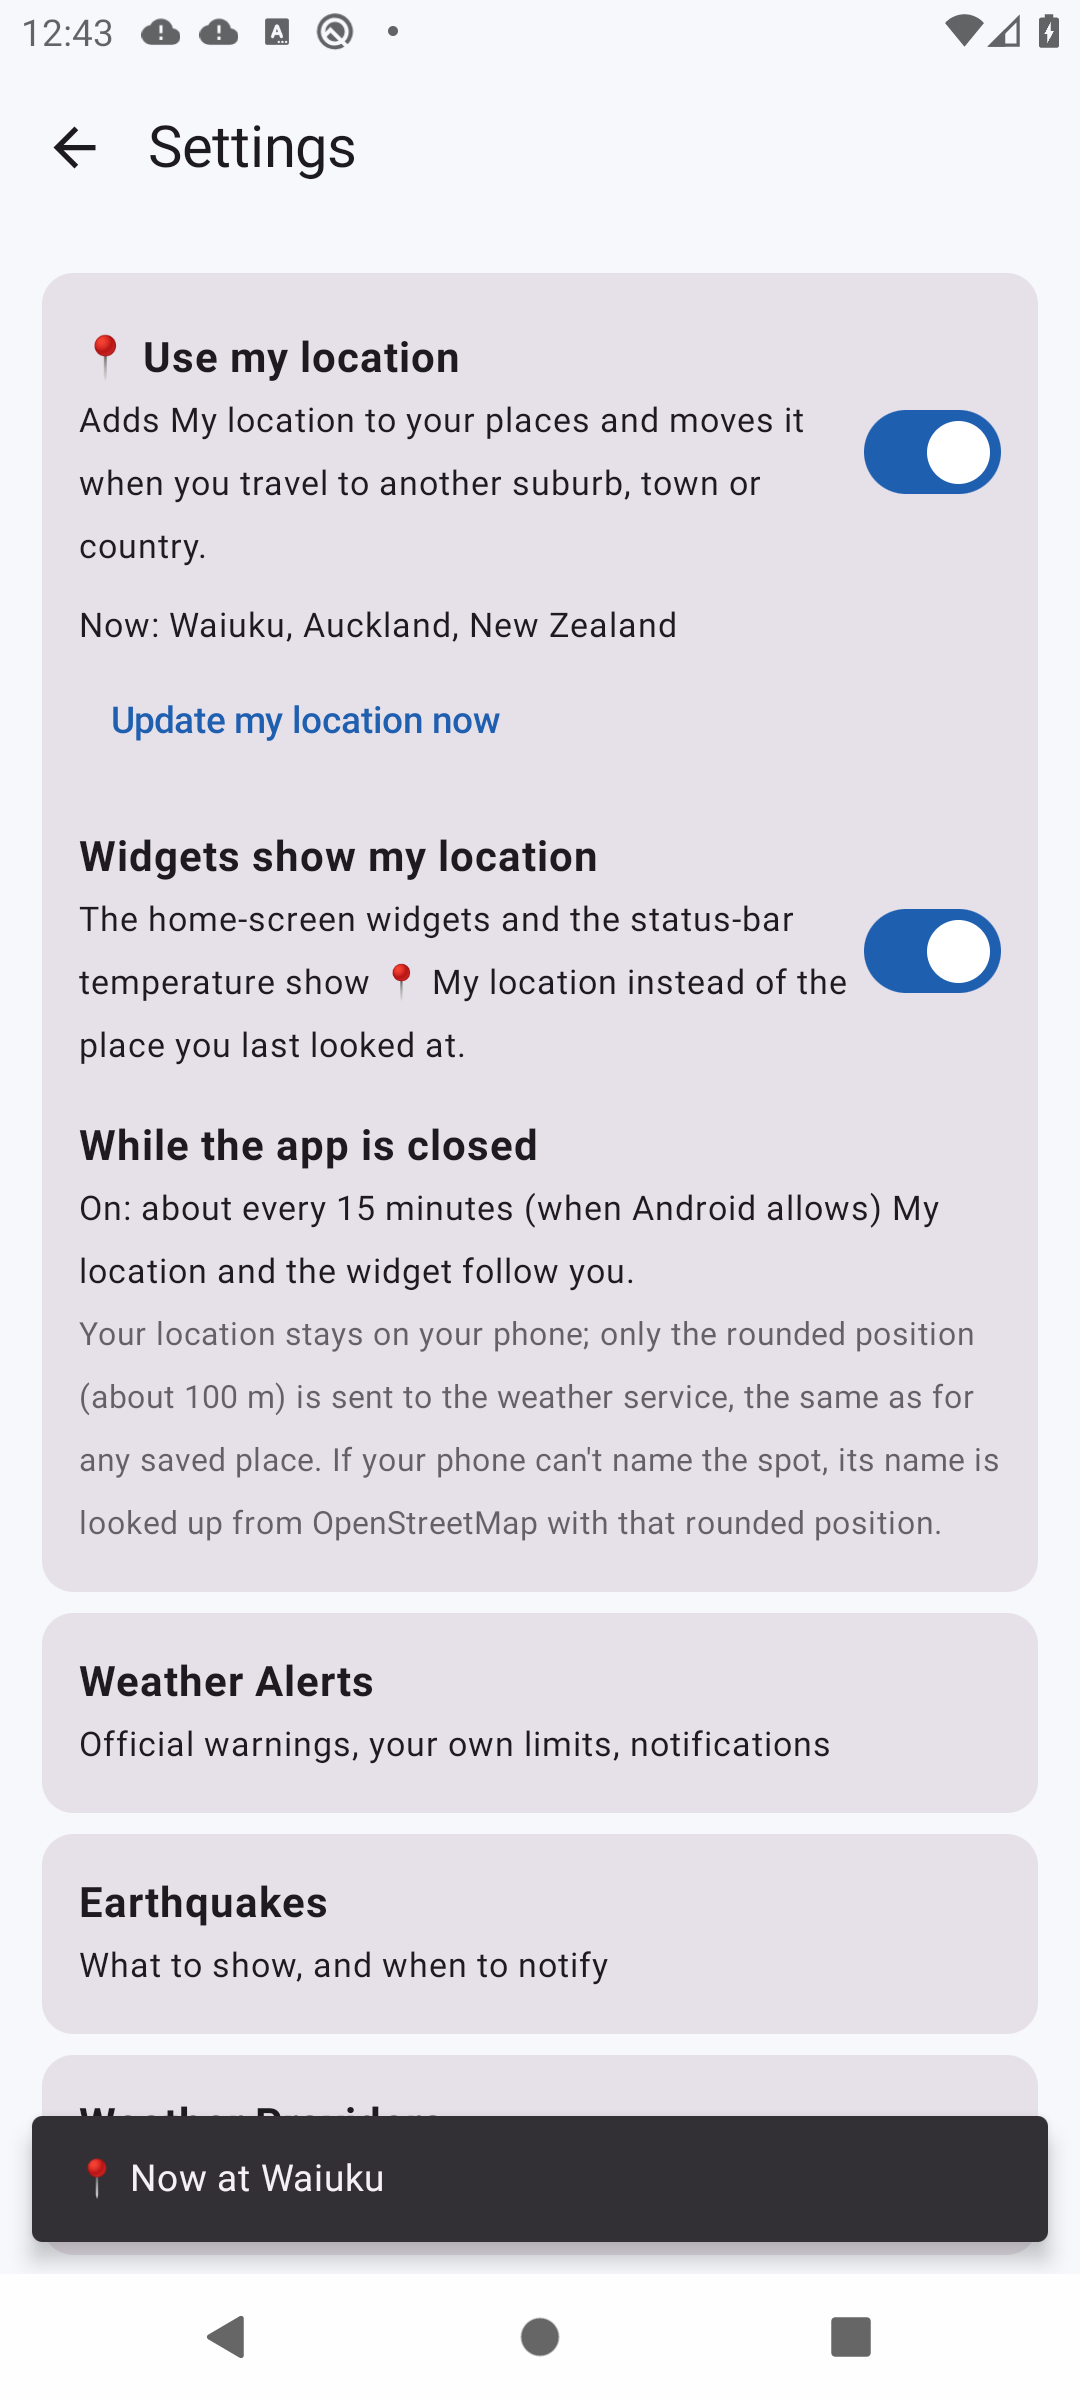 12:43
Settings
Use my location
Adds My location to your places and moves it
when you travel to another suburb, town or
country.
Now: Waiuku, Auckland, New Zealand
Update my location now
Widgets show my location
The home-screen widgets and the status-bar
temperature show 📍 My location instead of the
place you last looked at.
While the app is closed
On: about every 15 minutes (when Android allows) My
location and the widget follow you.
Your location stays on your phone; only the rounded position
(about 100 m) is sent to the weather service, the same as for
any saved place. If your phone can't name the spot, its name is
looked up from OpenStreetMap with that rounded position.
Weather Alerts
Official warnings, your own limits, notifications
Earthquakes
What to show, and when to notify
Weather Providers
📍 Now at Waiuku